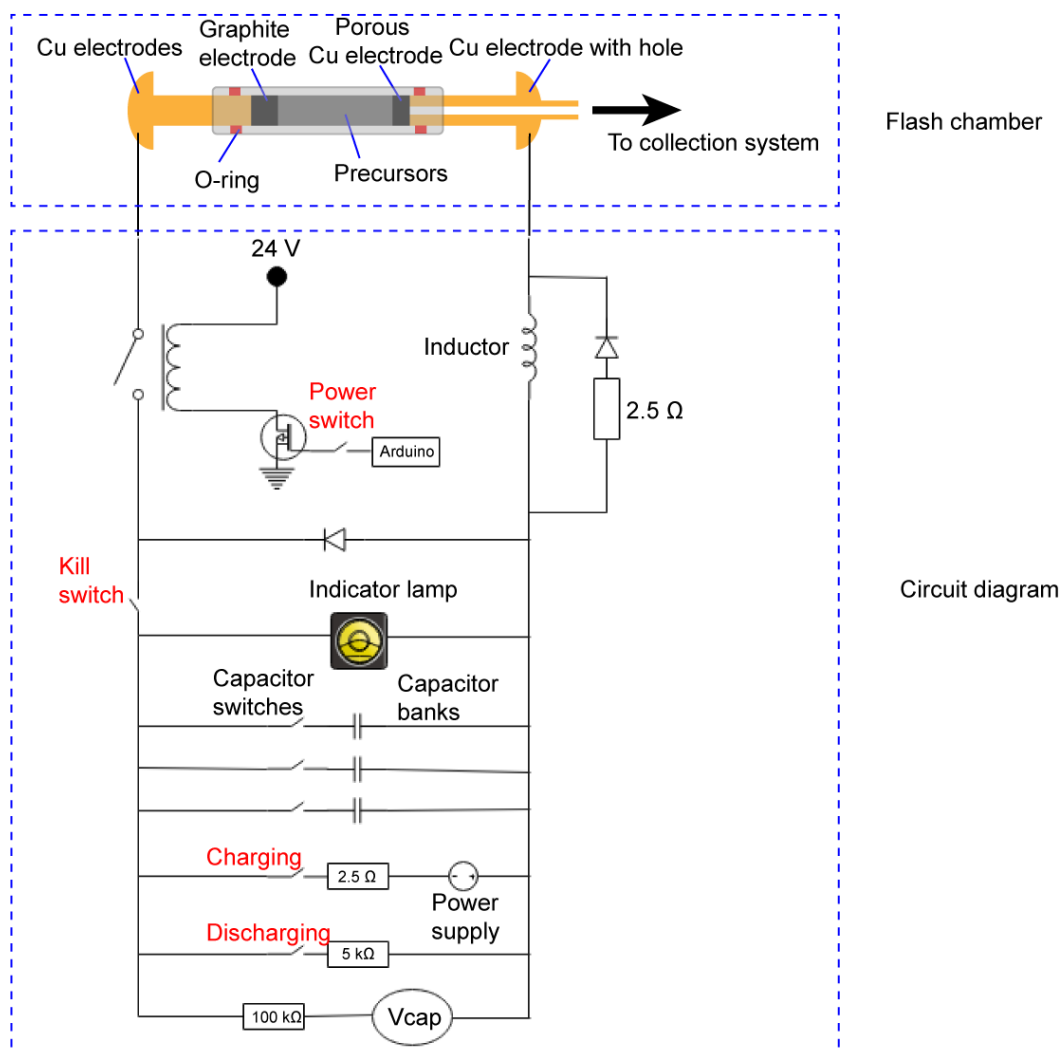 Cu electrodes
Graphite
electrode
Porous
Cu electrode
Cu electrode with hole
O-ring
Precursors
To collection system
Flash chamber
24 V
Inductor
2.5 Ω
Power
switch
Arduino
Kill
switch
Indicator lamp
Circuit diagram
Capacitor
switches
Capacitor
banks
Charging
2.5 Ω
Power
supply
Discharging
5 kΩ
100 kΩ
Vcap